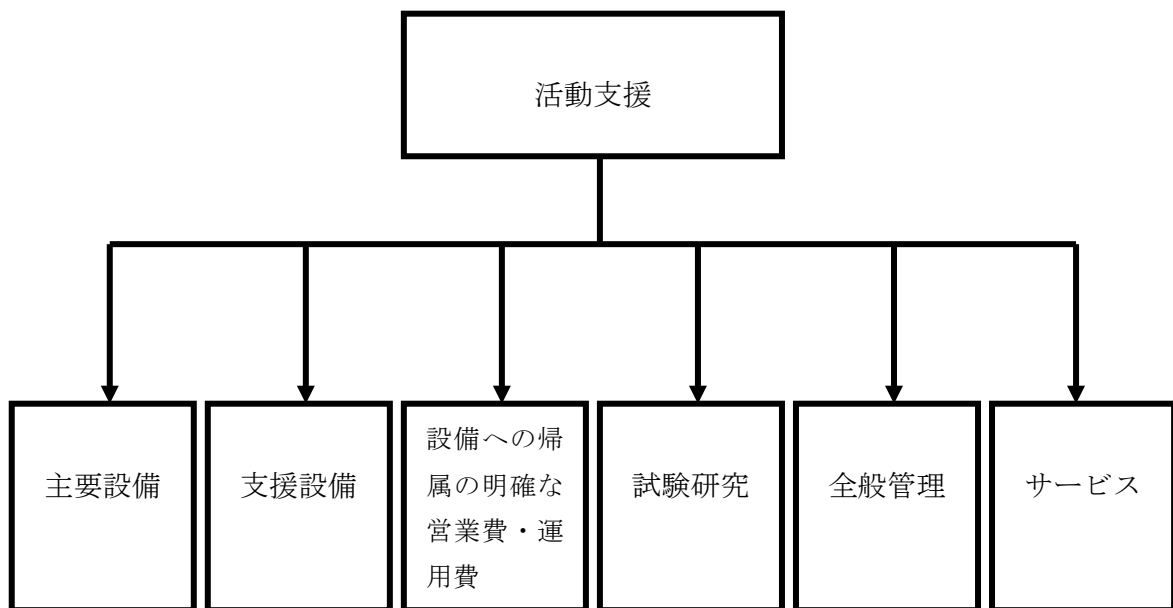 活動支援
主要設備
支援設備
設備への帰
属の明確な
営業費・運
用費
試験研究
全般管理
サービス